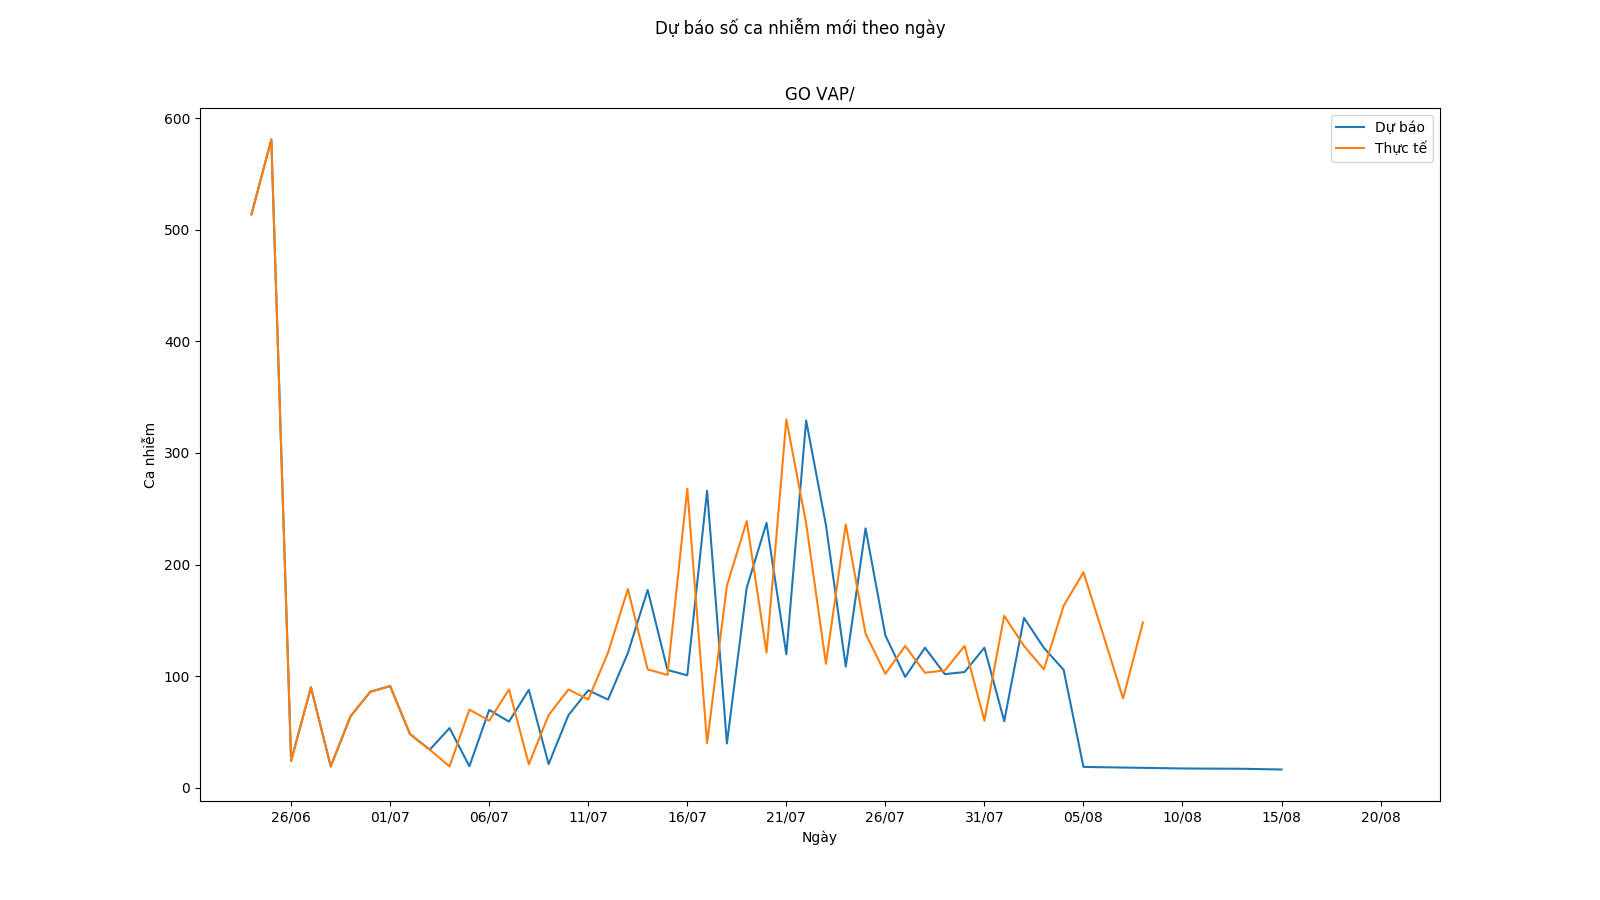 Dự báo số ca nhiễm mới theo ngày
GO VAP/
Dự báo
Thực tế
600
500
400
300
200
100
0
Ca nhiễm
26/06 01/07 06/07 11/07 16/07 21/07 26/07 31/07 05/08 10/08 15/08 20/08
Ngày